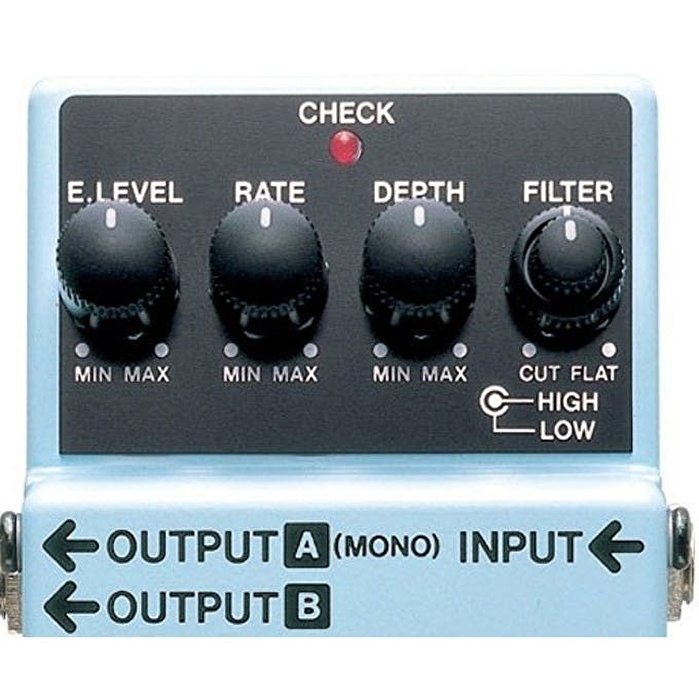 CHECK
E.LEVEL RATE DEPTH FILTER
MIN MAX MIN MAX MIN MAX CUT FLAT
HIGH
LOW
OUTPUT A (MONO) INPUT
OUTPUT B